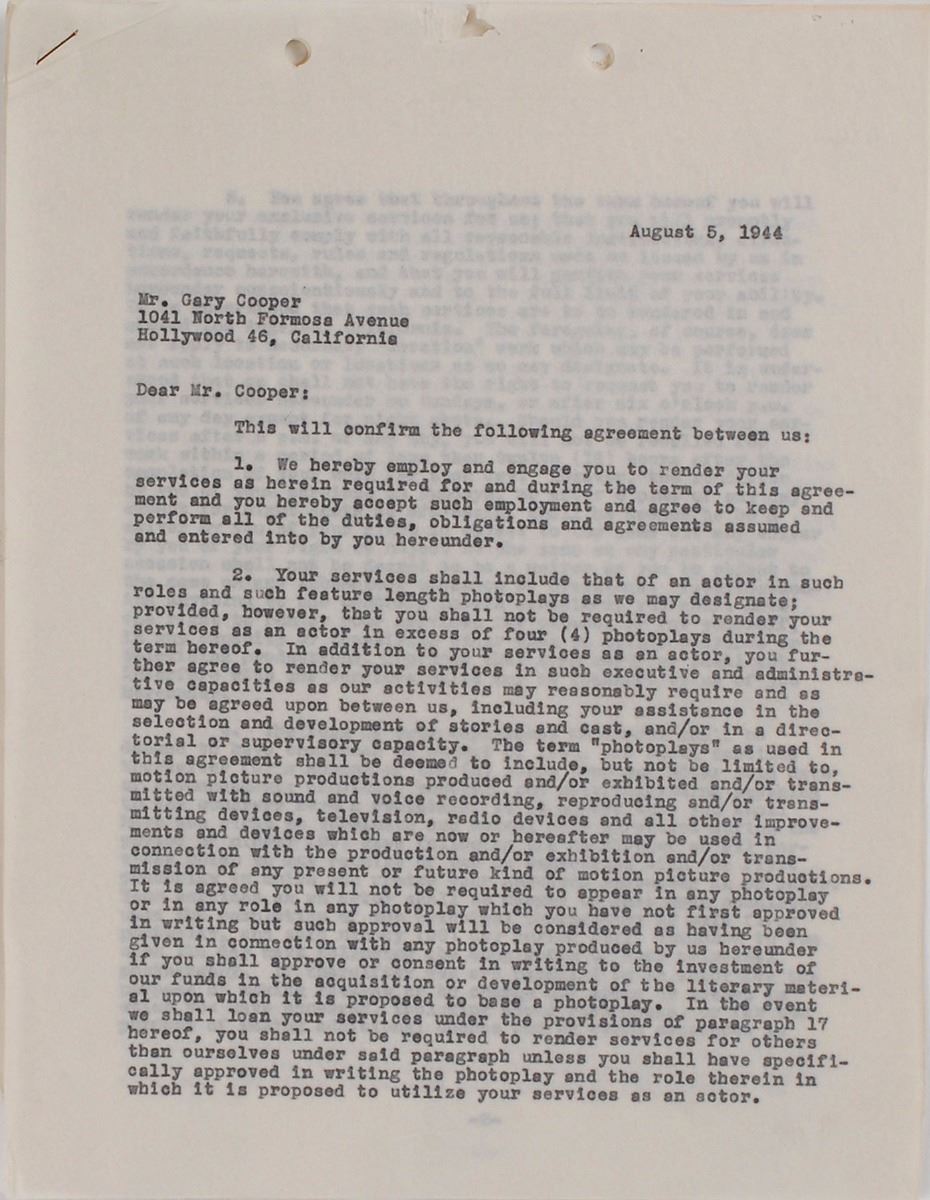 August 5, 1944
Mr. Gary Cooper
1041 North Formosa Avenue
Hollywood 46, California
Dear Mr. Cooper:
This will confirm the following agreement between us:
1. We hereby employ and engage you to render your
services as herein required for and during the term of this agree-
ment and you hereby accept such employment and agree to keep and
perform all of the duties, obligations and agreements assumed
and entered into by you hereunder.
2. Your services shall include that of an actor in such
roles and such feature length photoplays as we may designate;
provided, however, that you shall not be required to render your
services as an actor in excess of four (4) photoplays during the
term hereof. In addition to your services as an actor, you fur-
ther agree to render your services in such executive and administra-
tive capacities as our activities may reasonably require and as
may be agreed upon between us, including your assistance in the
selection and development of stories and cast, and/or in a direc-
torial or supervisory capacity. The term "photoplays" as used in
this agreement shall be deemed to include, but not be limited to,
motion picture productions produced and/or exhibited and/or trans-
mitted with sound and voice recording, reproducing and/or trans-
mitting devices, television, radio devices and all other improve-
ments and devices which are now or hereafter may be used in
connection with the production and/or exhibition and/or trans-
mission of any present or future kind of motion picture productions.
It is agreed you will not be required to appear in any photoplay
or in any role in any photoplay which you have not first approved
in writing but such approval will be considered as having been
given in connection with any photoplay produced by us hereunder
if you shall approve or consent in writing to the investment of
our funds in the acquisition or development of the literary materi-
al upon which it is proposed to base a photoplay. In the event
we shall loan your services under the provisions of paragraph 17
hereof, you shall not be required to render services for others
than ourselves under said paragraph unless you shall have specifi-
cally approved in writing the photoplay and the role therein in
which it is proposed to utilize your services as an actor.